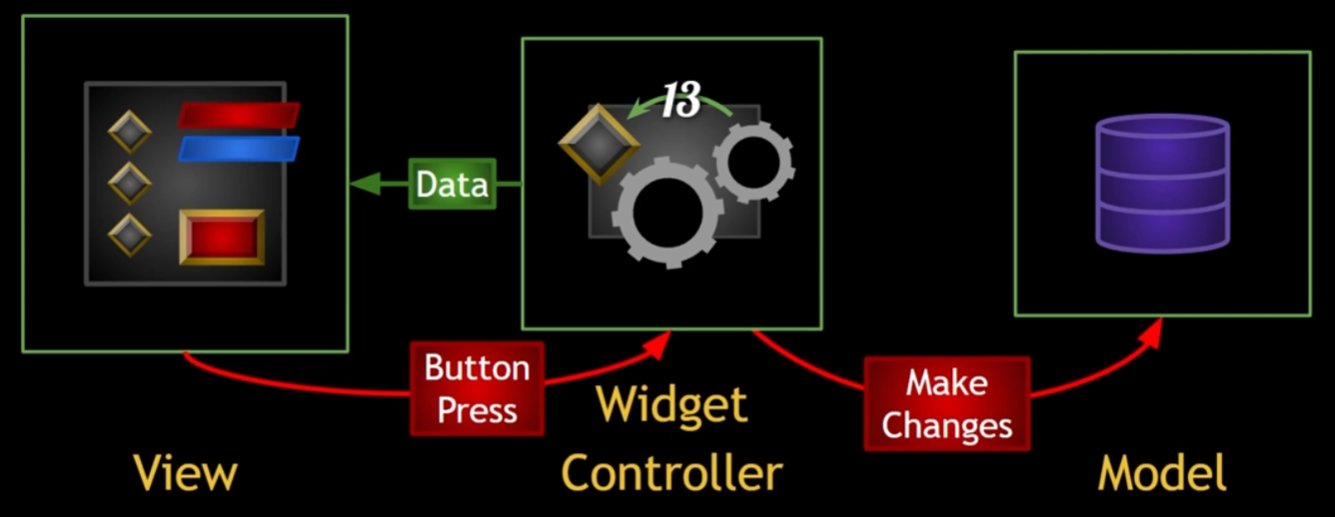 13
Data
Button
Press
Make
Changes
View
Widget
Controller
Model